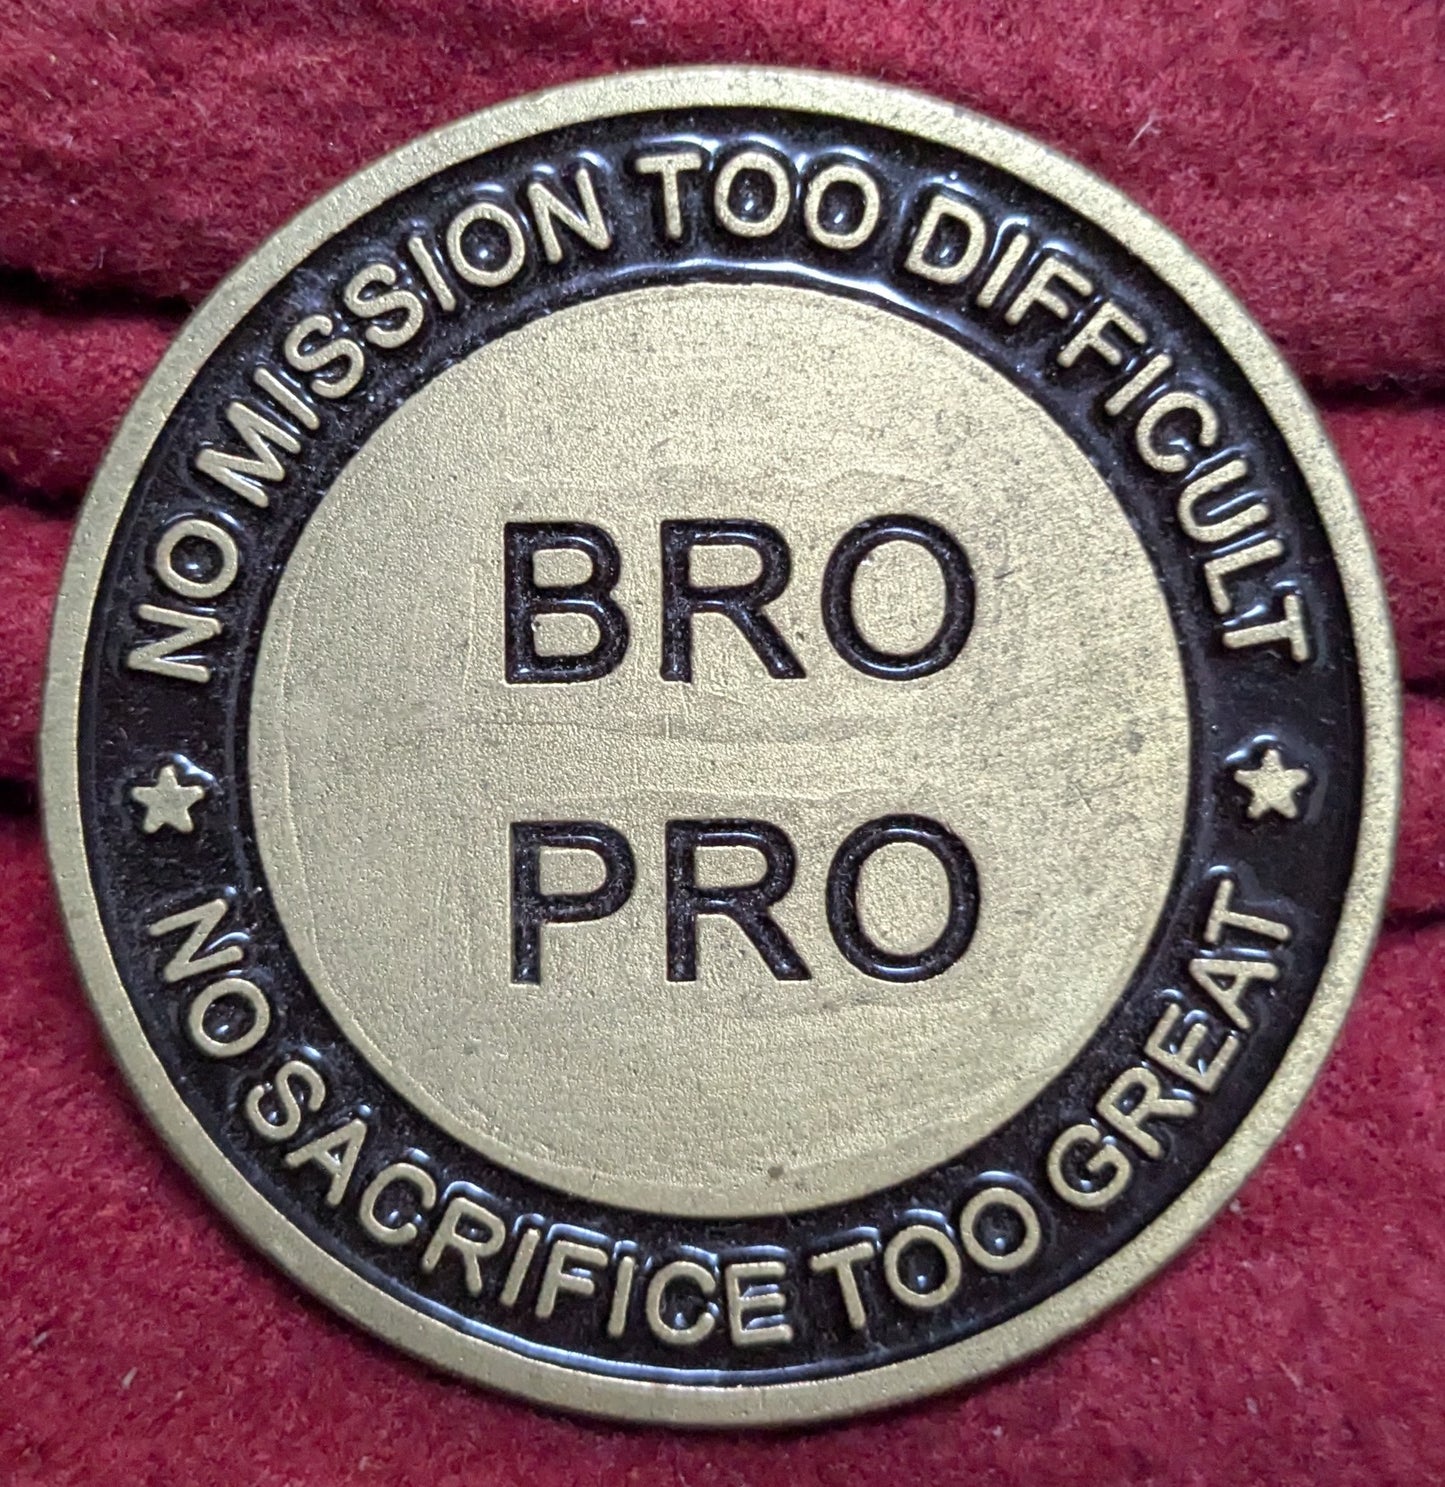 NO MISSION TOO DIFFICULT
BRO
PRO
NO SACRIFICE TOO GREAT